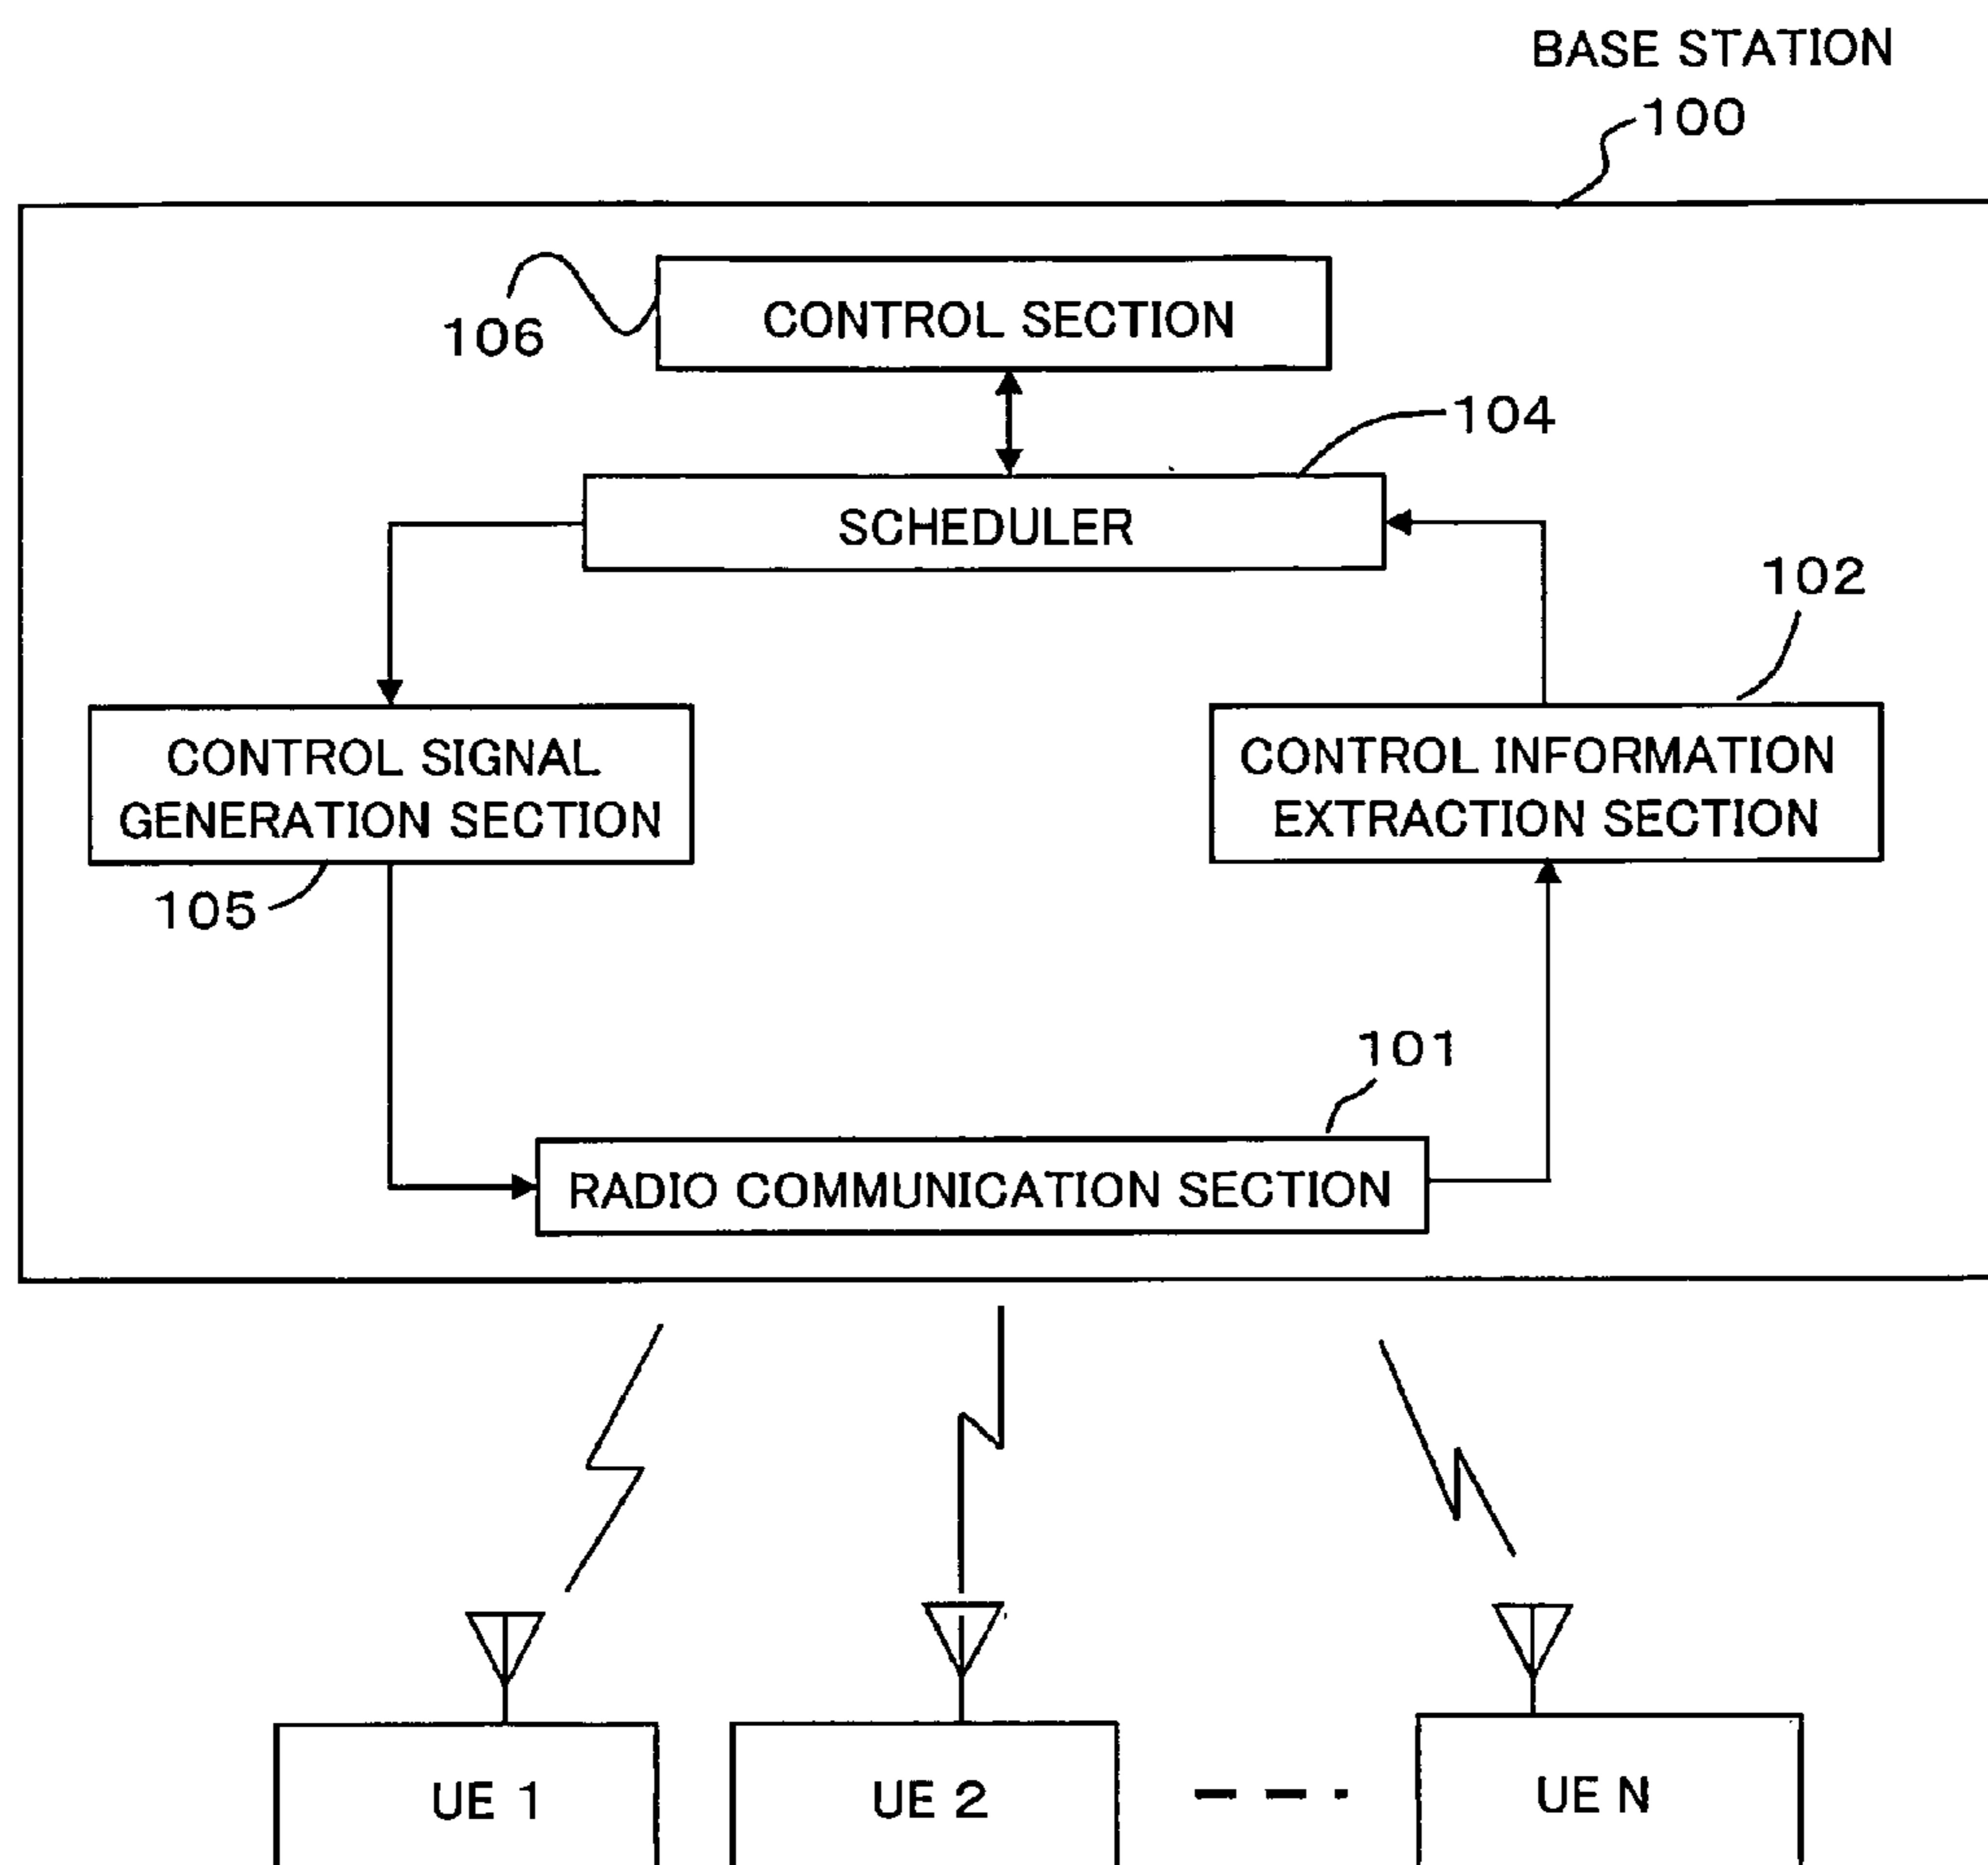 BASE STATION
100
106
CONTROL SECTION
104
SCHEDULER
102
CONTROL SIGNAL
GENERATION SECTION
CONTROL INFORMATION
EXTRACTION SECTION
105
101
RADIO COMMUNICATION SECTION
UE 1
UE 2
UE N